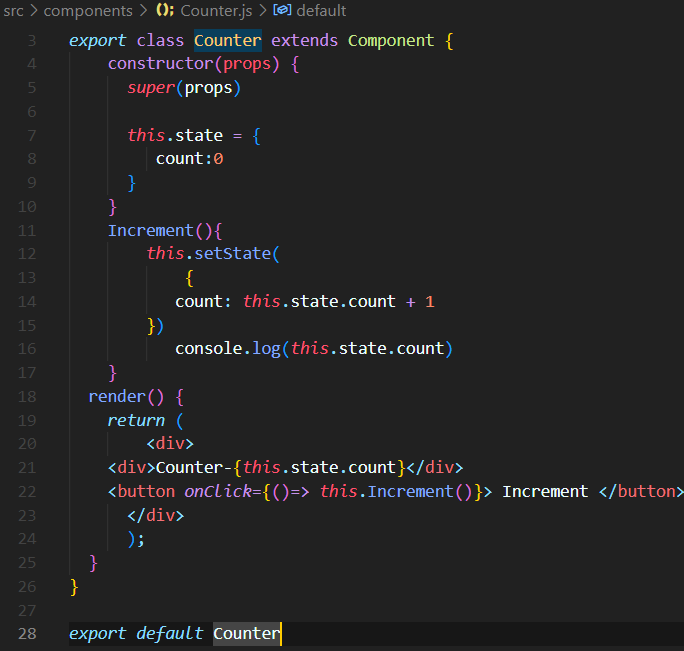 src > components > Counter.js > default
3 export class Counter extends Component {
4 constructor(props) {
5 super(props)
6
7 this.state = {
8 count:0
9 }
10 }
11 Increment(){
12 this.setState(
13 {
14 count: this.state.count + 1
15 })
16 console.log(this.state.count)
17 }
18 render() {
19 return (
20 <div>
21 <div>Counter-{this.state.count}</div>
22 <button onClick={()=> this.Increment()}> Increment </button>
23 </div>
24 );
25 }
26 }
27
28 export default Counter